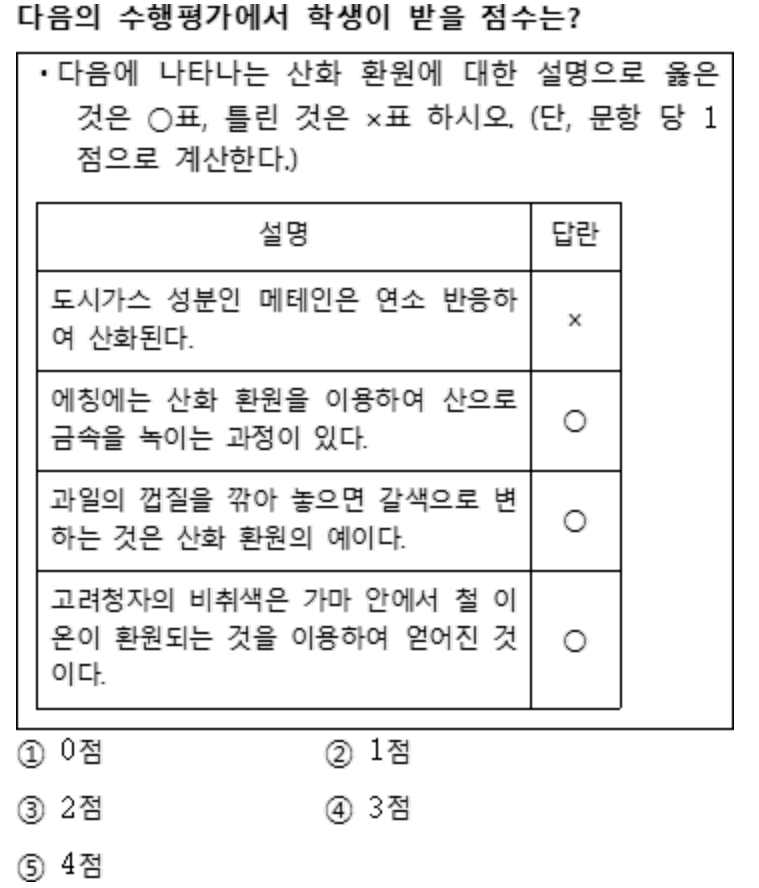 다음의 수행평가에서 학생이 받을 점수는?
•다음에 나타나는 산화 환원에 대한 설명으로 옳은
것은 ○표, 틀린 것은 ×표 하시오. (단, 문항 당 1
점으로 계산한다.)
설명 답란
도시가스 성분인 메테인은 연소 반응하
여 산화된다.
×
에칭에는 산화 환원을 이용하여 산으로
금속을 녹이는 과정이 있다.
○
과일의 껍질을 깎아 놓으면 갈색으로 변
하는 것은 산화 환원의 예이다.
○
고려청자의 비취색은 가마 안에서 철 이
온이 환원되는 것을 이용하여 얻어진 것
이다.
○
① 0점 ② 1점
③ 2점 ④ 3점
⑤ 4점